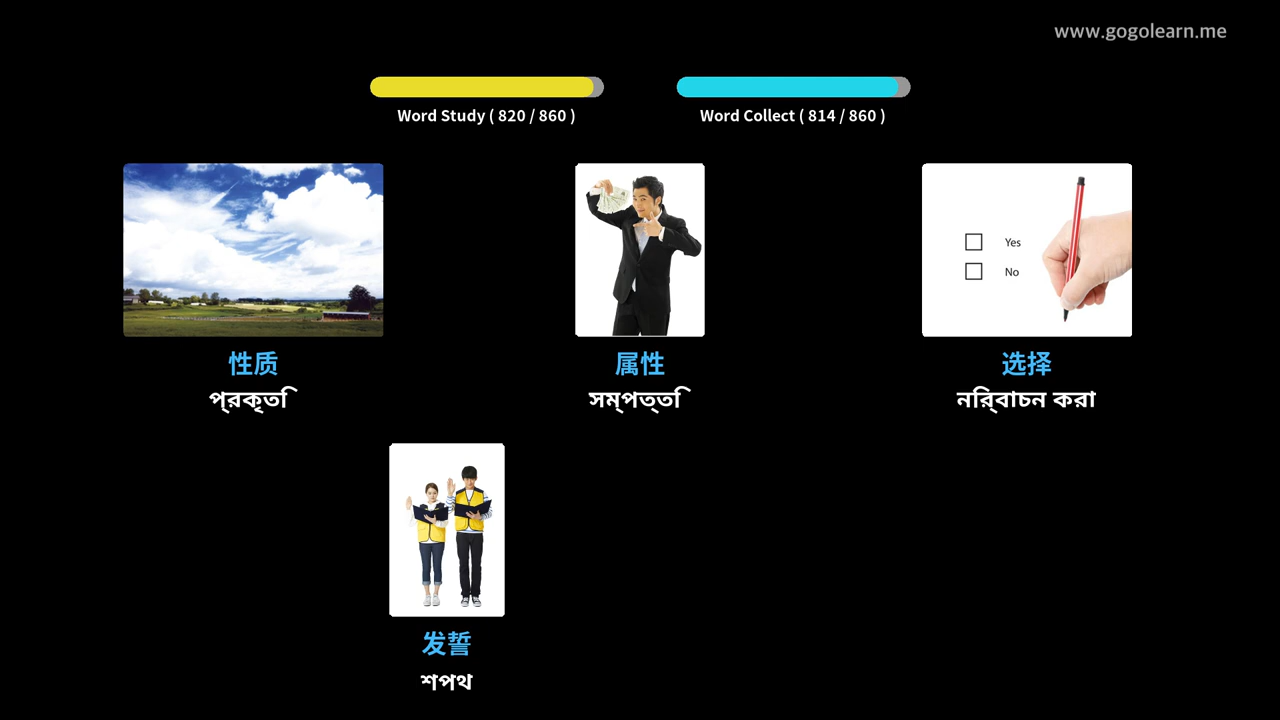 www.gogolearn.me
Word Study ( 820 / 860 )
Word Collect ( 814 / 860 )
Yes
No
性质
属性
选择
প্রকৃতি
সম্পত্তি
নির্বাচন করা
发誓
শপথ